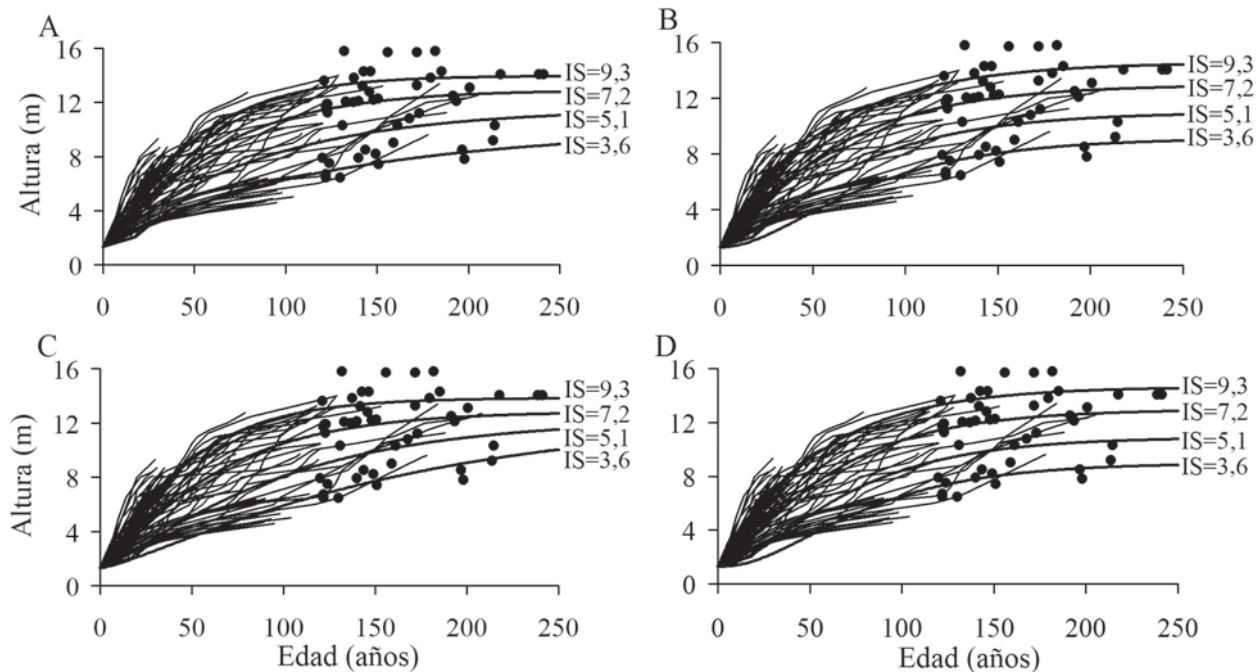 A
16
12
8
4
0
Altura (m)
0 50 100 150 200 250
IS=9,3
IS=7,2
IS=5,1
IS=3,6
B
16
12
8
4
0
0 50 100 150 200 250
IS=9,3
IS=7,2
IS=5,1
IS=3,6
C
16
12
8
4
0
Altura (m)
0 50 100 150 200 250
Edad (años)
IS=9,3
IS=7,2
IS=5,1
IS=3,6
D
16
12
8
4
0
0 50 100 150 200 250
Edad (años)
IS=9,3
IS=7,2
IS=5,1
IS=3,6